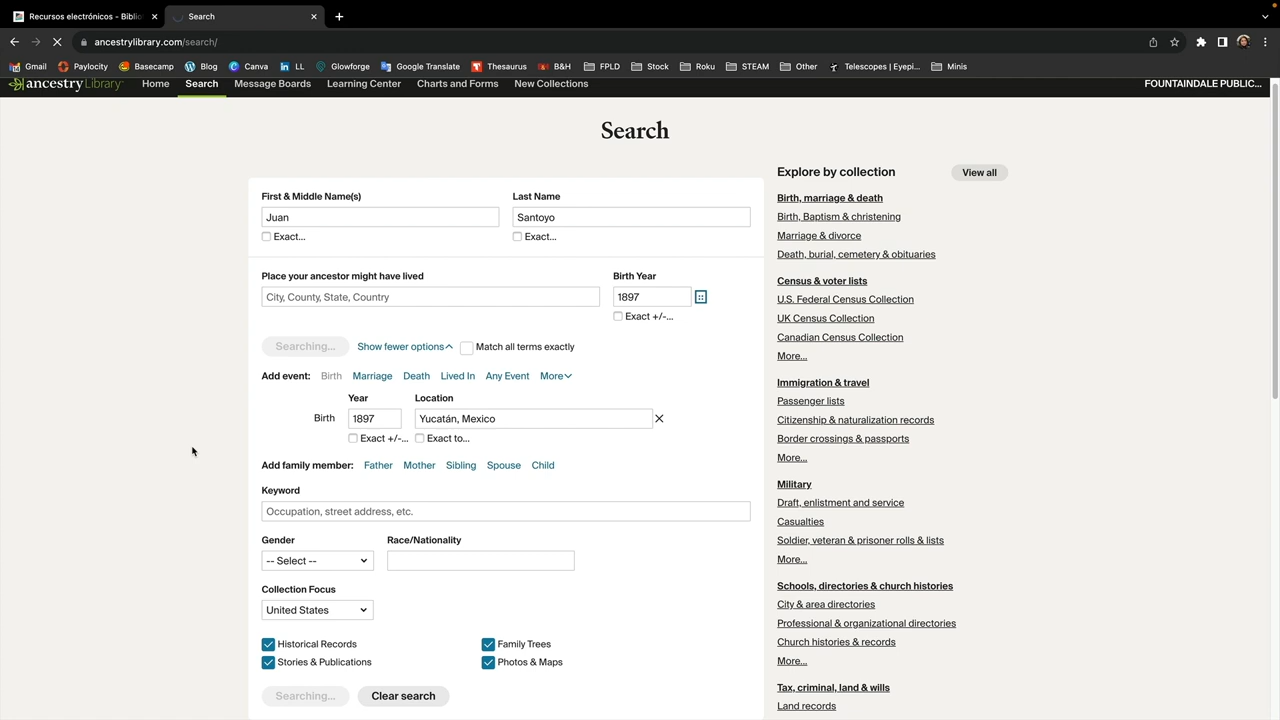 Recursos electrónicos - Bibli
Search
ancestrylibrary.com/search/
Gmail Paylocity Basecamp Blog Canva LL Glowforge Google Translate Thesaurus B&H FPLD Stock Roku STEAM Other Telescopes | Eyepi... Minis
ancestryLibrary Home Search Message Boards Learning Center Charts and Forms New Collections FOUNTAINDALE PUBLIC...
Search
First & Middle Name(s) Last Name
Juan Santoyo
Exact... Exact...
Place your ancestor might have lived Birth Year
City, County, State, Country 1897
Exact +/-...
Searching... Show fewer options Match all terms exactly
Add event: Birth Marriage Death Lived In Any Event More
Year Location
Birth 1897 Yucatán, Mexico
Exact +/-... Exact to...
Add family member: Father Mother Sibling Spouse Child
Keyword
Occupation, street address, etc.
Gender Race/Nationality
-- Select --
Collection Focus
United States
Historical Records Family Trees
Stories & Publications Photos & Maps
Searching... Clear search
Explore by collection View all
Birth, marriage & death
Birth, Baptism & christening
Marriage & divorce
Death, burial, cemetery & obituaries
Census & voter lists
U.S. Federal Census Collection
UK Census Collection
Canadian Census Collection
More...
Immigration & travel
Passenger lists
Citizenship & naturalization records
Border crossings & passports
More...
Military
Draft, enlistment and service
Casualties
Soldier, veteran & prisoner rolls & lists
More...
Schools, directories & church histories
City & area directories
Professional & organizational directories
Church histories & records
More...
Tax, criminal, land & wills
Land records